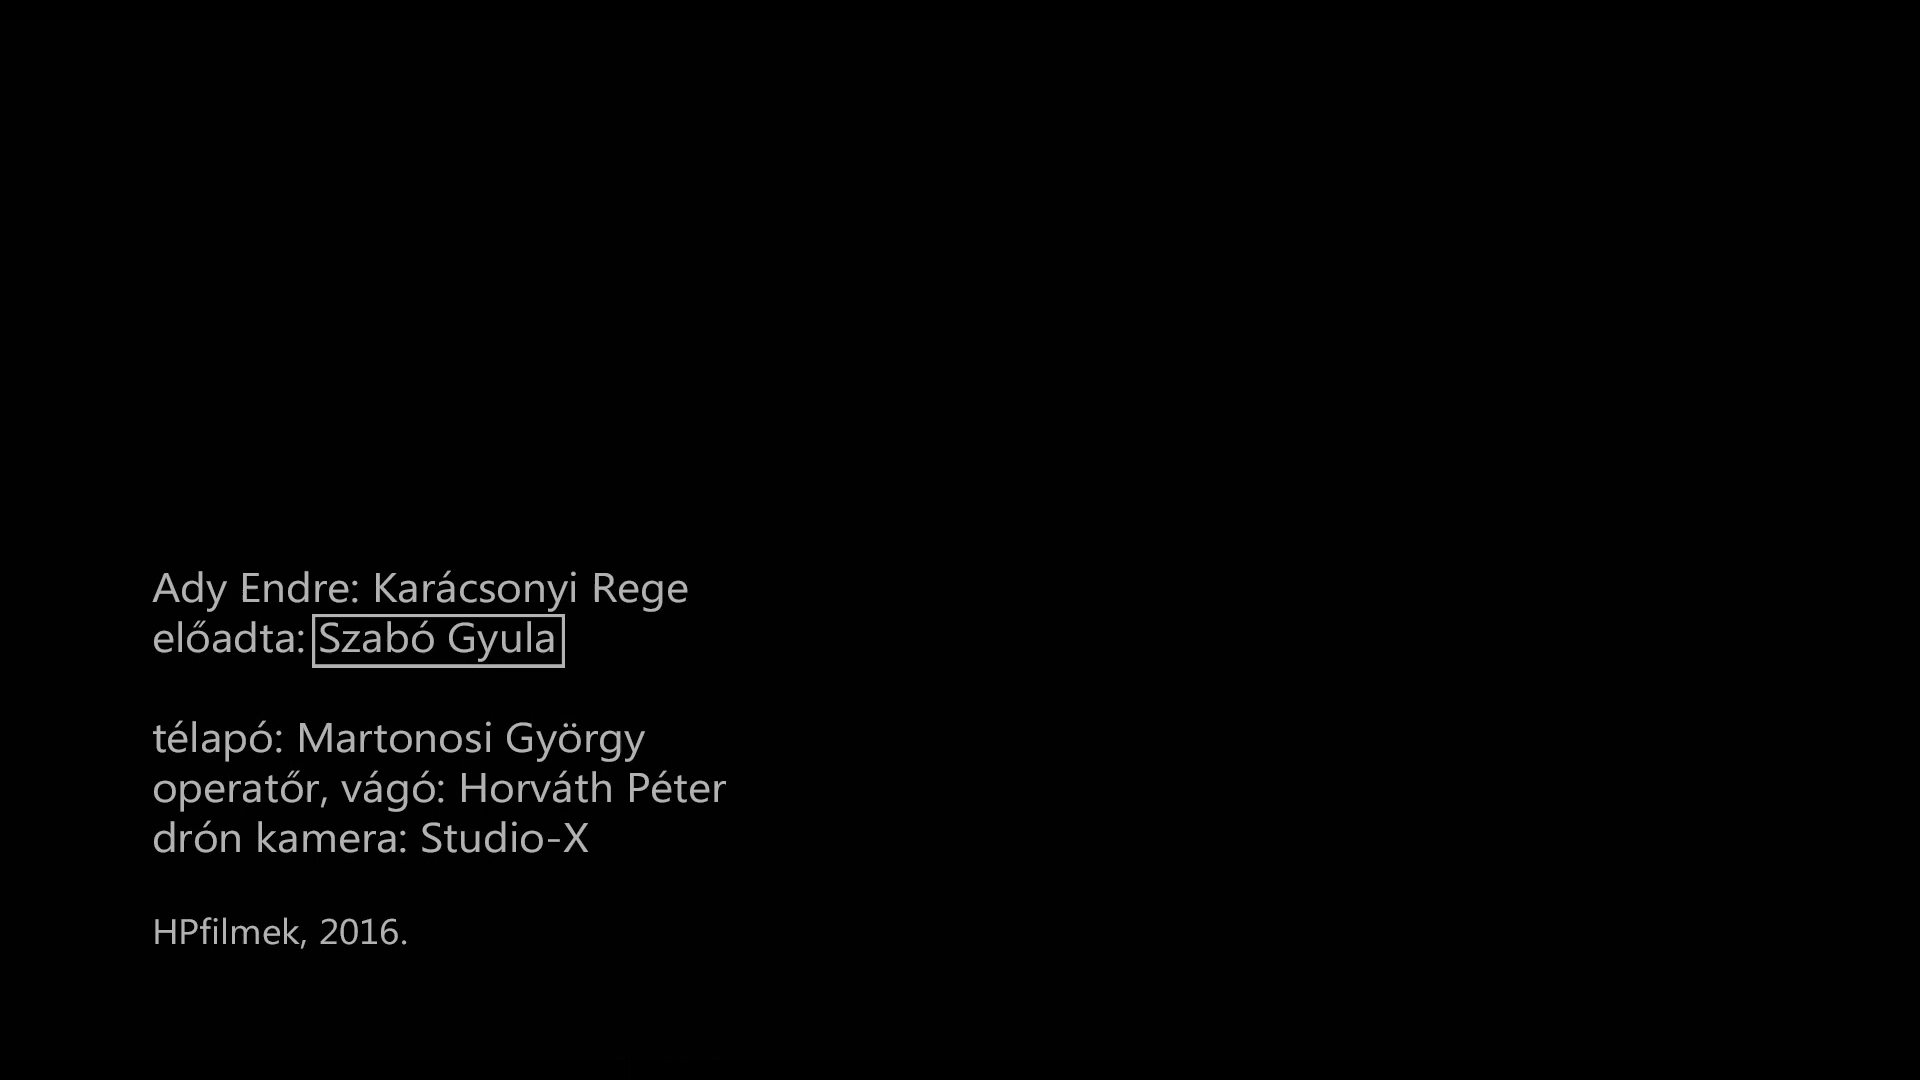 Ady Endre: Karácsonyi Rege
előadta: Szabó Gyula
télapó: Martonosi György
operatőr, vágó: Horváth Péter
drón kamera: Studio-X
HPfilmek, 2016.